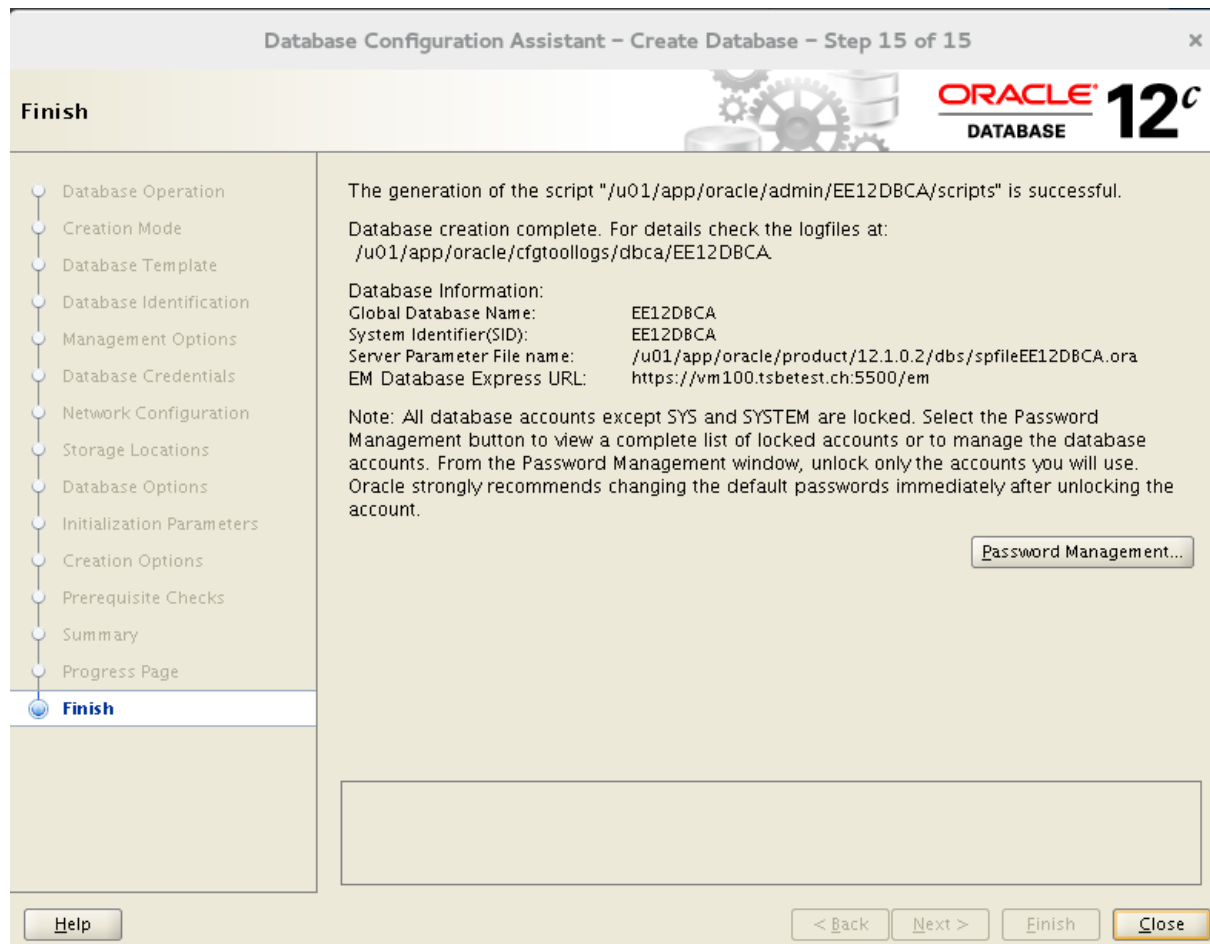 Database Configuration Assistant – Create Database – Step 15 of 15
Finish
ORACLE
DATABASE
12c
Database Operation
Creation Mode
Database Template
Database Identification
Management Options
Database Credentials
Network Configuration
Storage Locations
Database Options
Initialization Parameters
Creation Options
Prerequisite Checks
Summary
Progress Page
Finish
The generation of the script "/u01/app/oracle/admin/EE12DBCA/scripts" is successful.
Database creation complete. For details check the logfiles at:
/u01/app/oracle/cfgtoollogs/dbca/EE12DBCA.
Database Information:
Global Database Name: EE12DBCA
System Identifier(SID): EE12DBCA
Server Parameter File name: /u01/app/oracle/product/12.1.0.2/dbs/spfileEE12DBCA.ora
EM Database Express URL: https://vm100.tsbetest.ch:5500/em
Note: All database accounts except SYS and SYSTEM are locked. Select the Password
Management button to view a complete list of locked accounts or to manage the database
accounts. From the Password Management window, unlock only the accounts you will use.
Oracle strongly recommends changing the default passwords immediately after unlocking the
account.
Password Management...
Help
< Back
Next >
Finish
Close